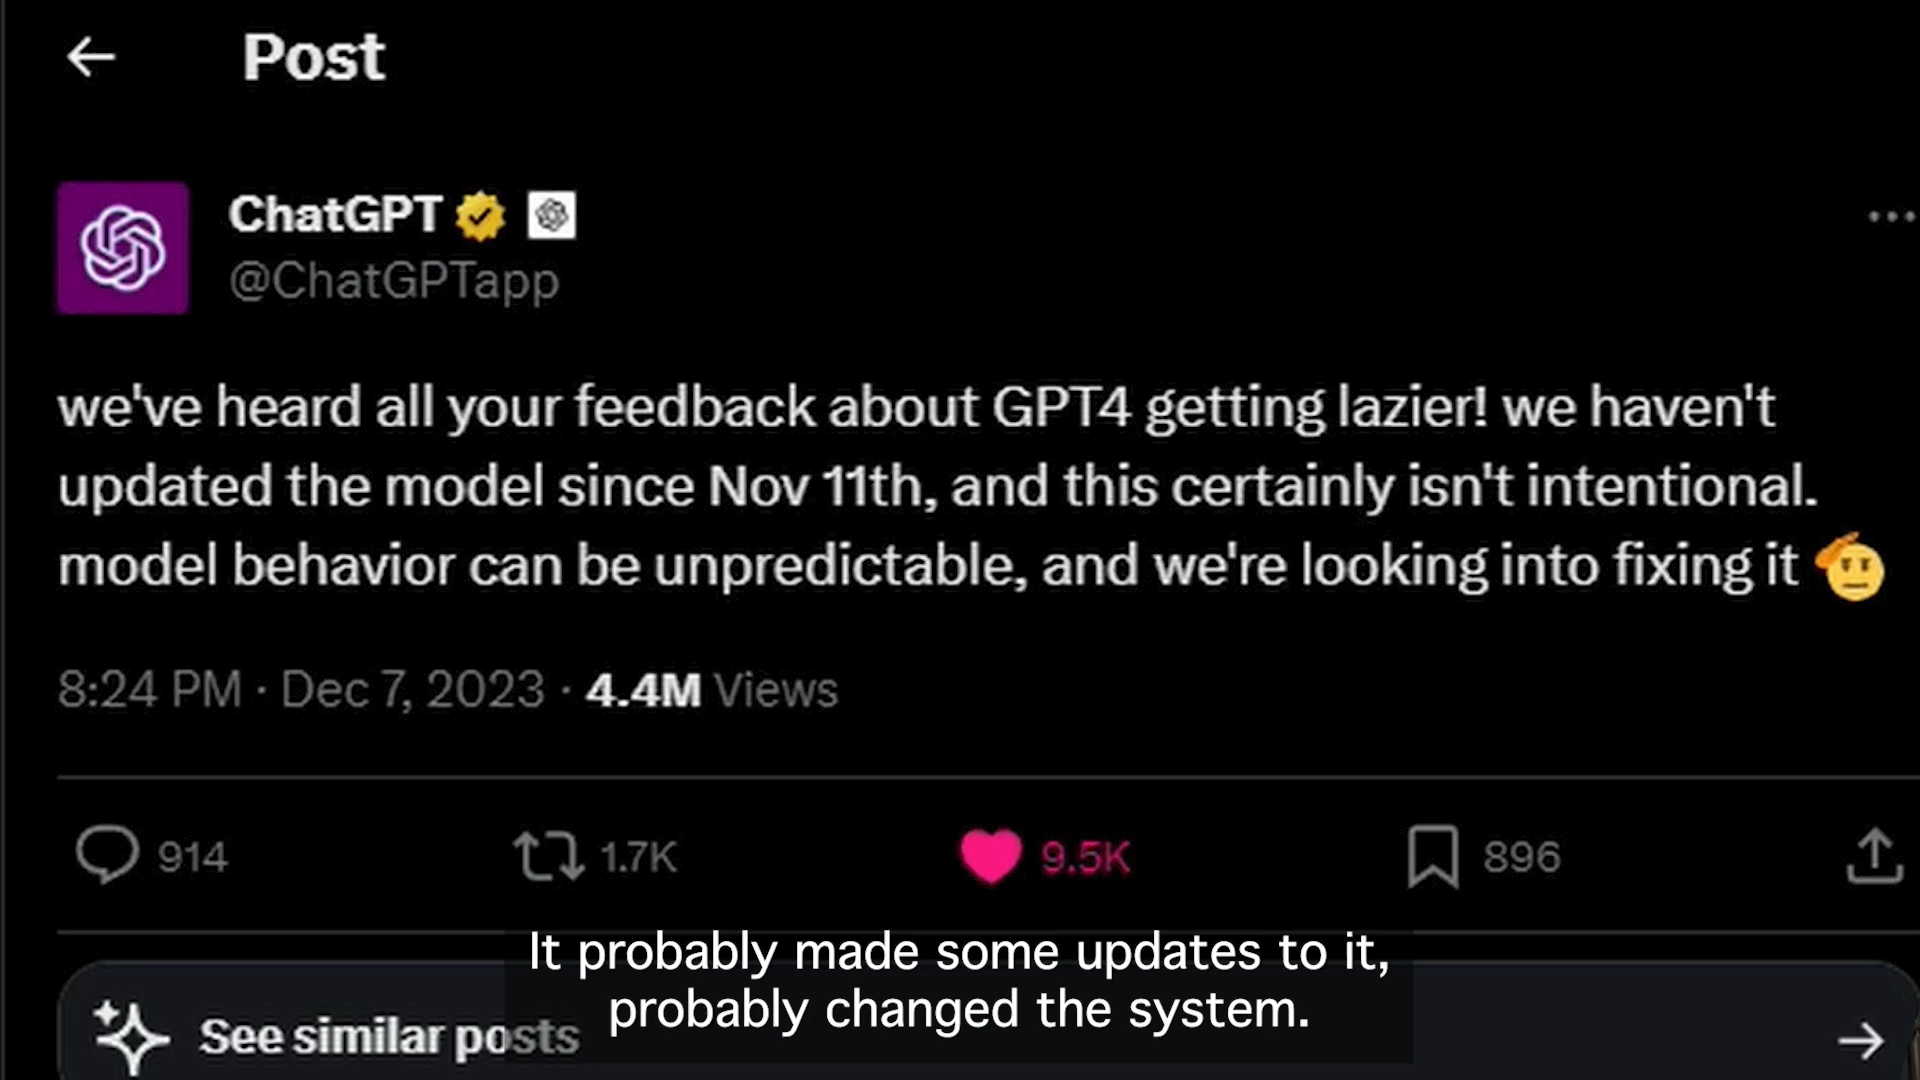 Post
ChatGPT
@ChatGPTapp
we've heard all your feedback about GPT4 getting lazier! we haven't
updated the model since Nov 11th, and this certainly isn't intentional.
model behavior can be unpredictable, and we're looking into fixing it 🫡
8:24 PM · Dec 7, 2023 · 4.4M Views
914 1.7K 9.5K 896
It probably made some updates to it,
probably changed the system.
See similar posts